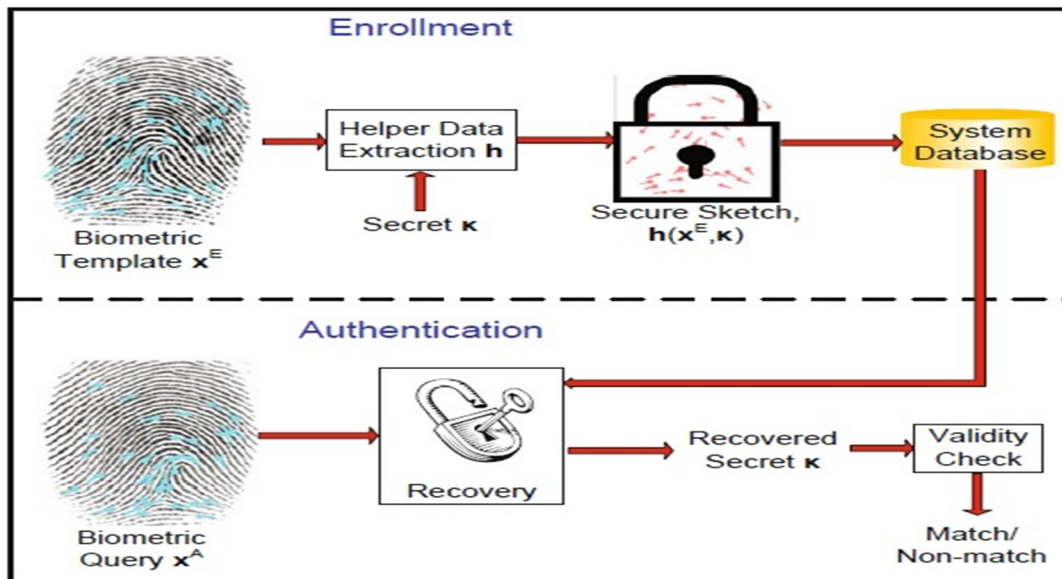 Enrollment
Helper Data
Extraction h
System
Database
Secret κ
Secure Sketch,
h(x^E,κ)
Biometric
Template x^E
Authentication
Recovery
Recovered
Secret κ
Validity
Check
Biometric
Query x^A
Match/
Non-match